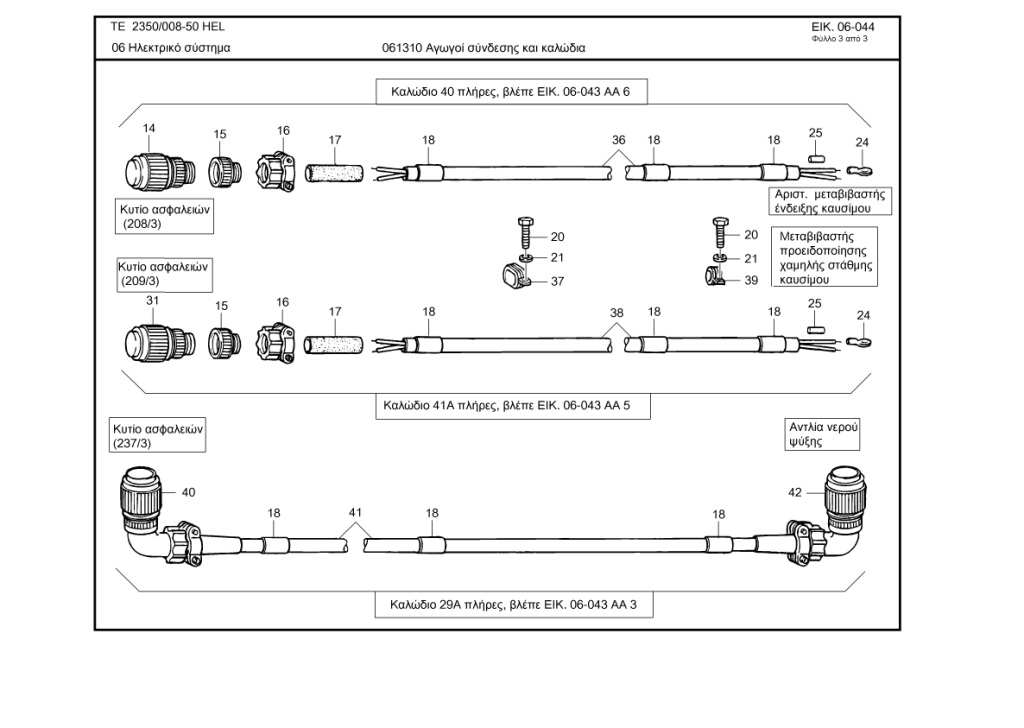 TE 2350/008-50 HEL
ΕΙΚ. 06-044
Φύλλο 3 από 3
06 Ηλεκτρικό σύστημα
061310 Αγωγοί σύνδεσης και καλώδια
Καλώδιο 40 πλήρες, βλέπε ΕΙΚ. 06-043 ΑΑ 6
14
15
16
17
18
36
18
18
25
24
Κυτίο ασφαλειών
(208/3)
Αριστ. μεταβιβαστής
ένδειξης καυσίμου
20
21
37
20
21
39
Μεταβιβαστής
προειδοποίησης
χαμηλής στάθμης
καυσίμου
Κυτίο ασφαλειών
(209/3)
31
15
16
17
18
38
18
18
25
24
Καλώδιο 41Α πλήρες, βλέπε ΕΙΚ. 06-043 ΑΑ 5
Κυτίο ασφαλειών
(237/3)
Αντλία νερού
ψύξης
40
42
18
41
18
18
Καλώδιο 29Α πλήρες, βλέπε ΕΙΚ. 06-043 ΑΑ 3